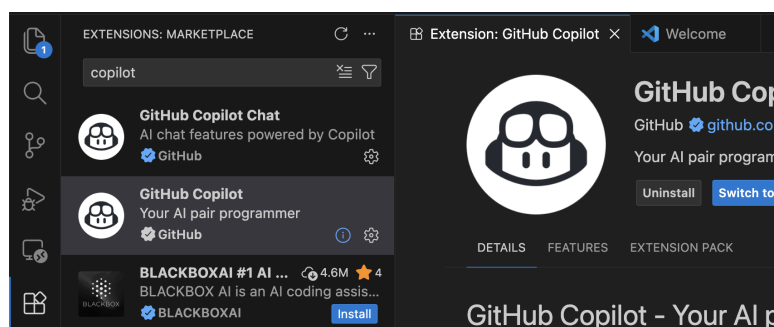 EXTENSIONS: MARKETPLACE
copilot
GitHub Copilot Chat
AI chat features powered by Copilot
GitHub
GitHub Copilot
Your AI pair programmer
GitHub
BLACKBOXAI #1 AI ... 4.6M 4
BLACKBOX AI is an AI coding assis...
BLACKBOXAI
Install
BLACKBOX
1
Extension: GitHub Copilot
Welcome
GitHub Cop
GitHub github.co
Your AI pair program
Uninstall
Switch to
DETAILS FEATURES EXTENSION PACK
GitHub Copilot - Your AI p